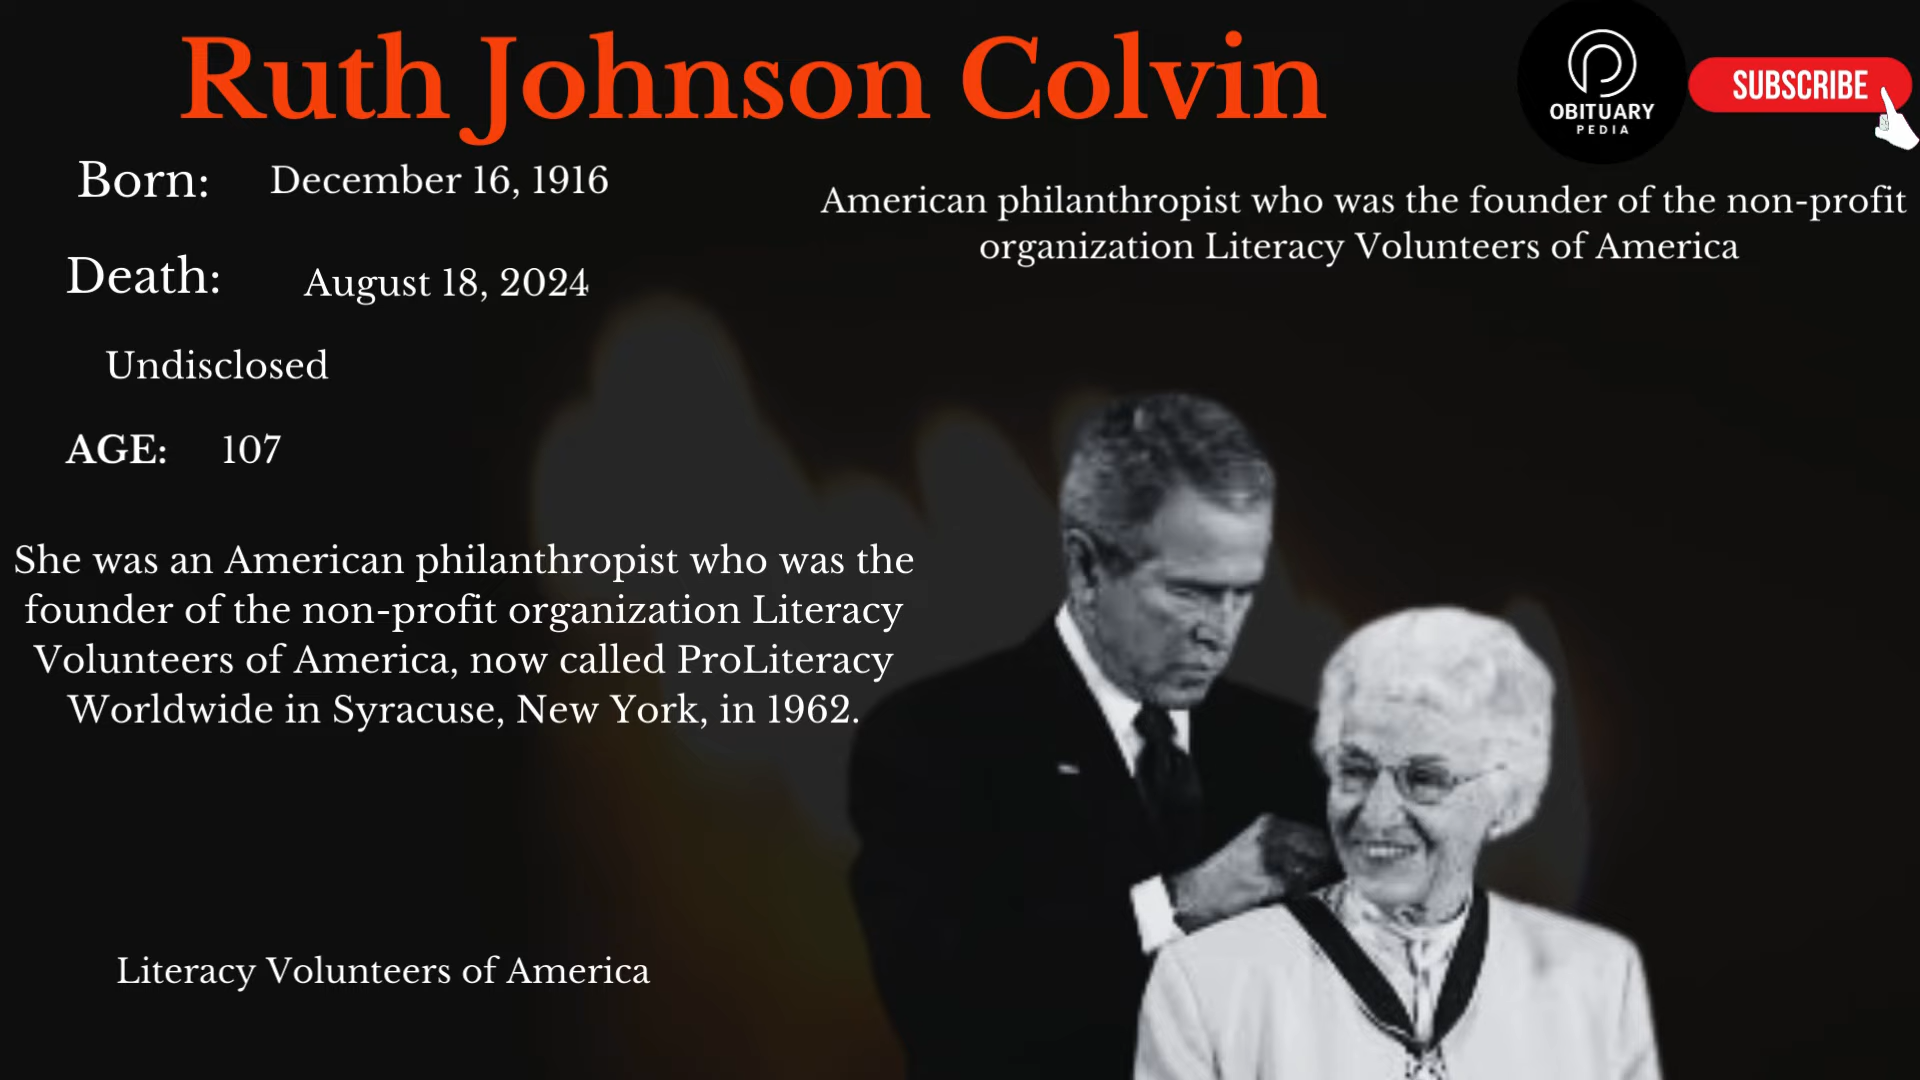 Ruth Johnson Colvin
OBITUARY
PEDIA
SUBSCRIBE
Born: December 16, 1916
American philanthropist who was the founder of the non-profit
organization Literacy Volunteers of America
Death: August 18, 2024
Undisclosed
AGE: 107
She was an American philanthropist who was the
founder of the non-profit organization Literacy
Volunteers of America, now called ProLiteracy
Worldwide in Syracuse, New York, in 1962.
Literacy Volunteers of America